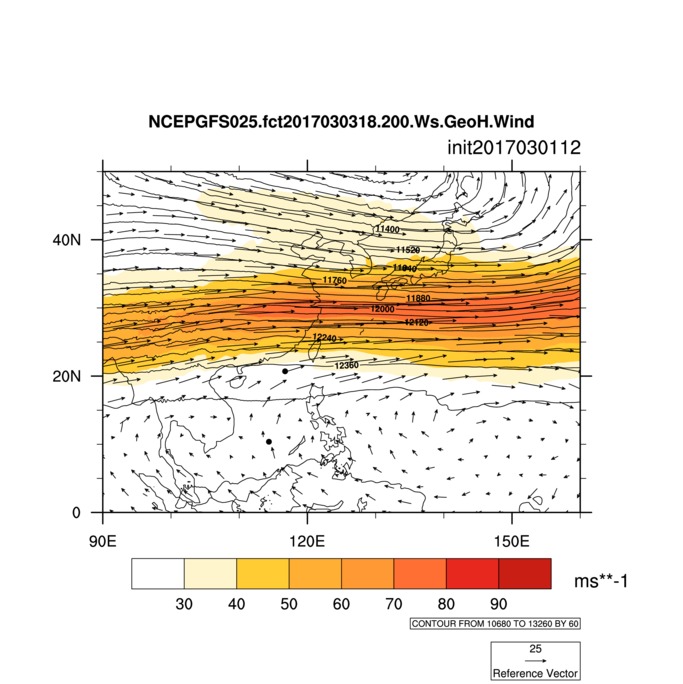 NCEPGFS025.fct2017030318.200.Ws.GeoH.Wind
init2017030112
11400
11520
40N
11640
11760
11880
12000
12120
12240
12360
20N
0
90E 120E 150E
ms**-1
30 40 50 60 70 80 90
CONTOUR FROM 10680 TO 13260 BY 60
25
Reference Vector